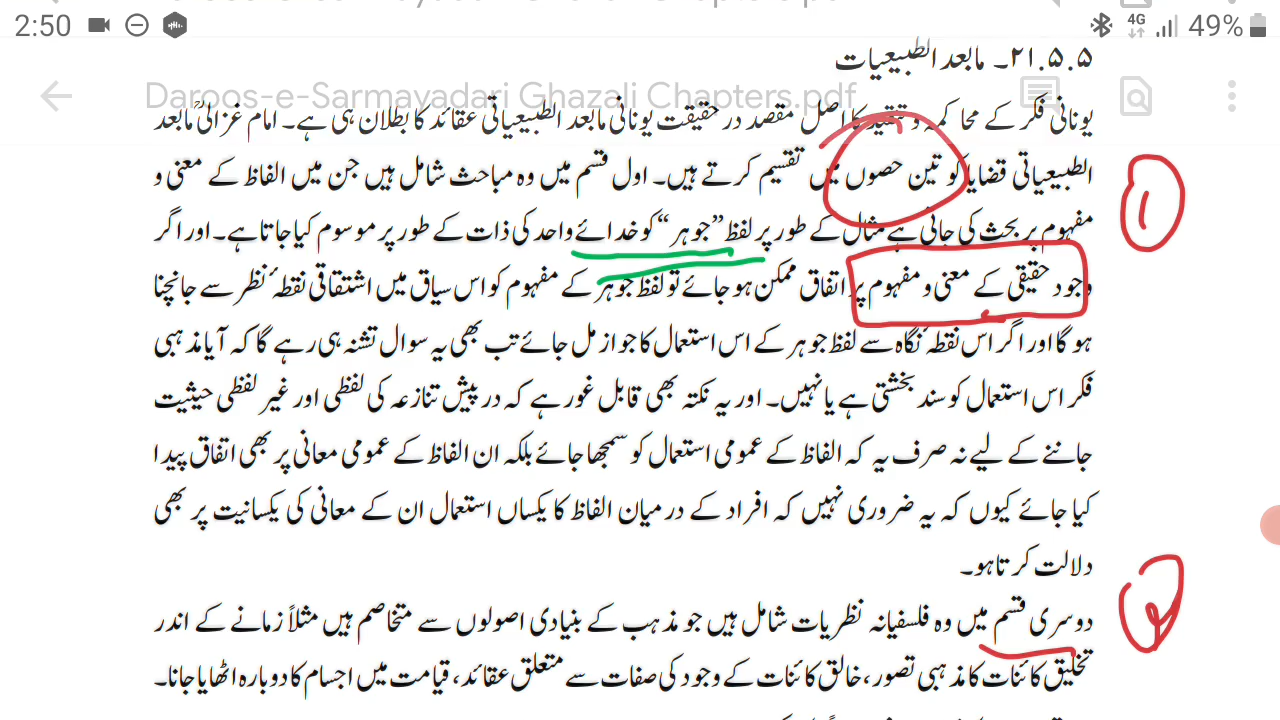 2:50 4G 49%
۲۱.۵.۵۔ مابعد الطبیعیات
Daroos-e-Sarmayadari Ghazali Chapters.pdf
یونانی فکر کے محاکمہ و تنقید کا اصل مقصد در حقیقت یونانی مابعد الطبیعیاتی عقائد کا بطلان ہی ہے۔ امام غزالیؒ مابعد
الطبیعیاتی قضایا کو تین حصوں میں تقسیم کرتے ہیں۔ اول قسم میں وہ مباحث شامل ہیں جن میں الفاظ کے معنی و
مفہوم پر بحث کی جاتی ہے مثال کے طور پر لفظ ”جوہر“ کو خدائے واحد کی ذات کے طور پر موسوم کیا جاتا ہے۔ اور اگر
وجود حقیقی کے معنی و مفہوم پر اتفاق ممکن ہو جائے تو لفظ جوہر کے مفہوم کو اس سیاق میں اشتقاقی نقطۂ نظر سے جانچنا
ہو گا اور اگر اس نقطۂ نگاہ سے لفظ جوہر کے اس استعمال کا جواز مل جائے تب بھی یہ سوال تشنہ ہی رہے گا کہ آیا مذہبی
فکر اس استعمال کو سند بخشتی ہے یا نہیں۔ اور یہ نکتہ بھی قابل غور ہے کہ درپیش تنازعہ کی لفظی اور غیر لفظی حیثیت
جاننے کے لیے نہ صرف یہ کہ الفاظ کے عمومی استعمال کو سمجھا جائے بلکہ ان الفاظ کے عمومی معانی پر بھی اتفاق پیدا
کیا جائے کیوں کہ یہ ضروری نہیں کہ افراد کے درمیان الفاظ کا یکساں استعمال ان کے معانی کی یکسانیت پر بھی
دلالت کرتا ہو۔
دوسری قسم میں وہ فلسفیانہ نظریات شامل ہیں جو مذہب کے بنیادی اصولوں سے متخاصم ہیں مثلاً زمانے کے اندر
تخلیق کائنات کا مذہبی تصور، خالق کائنات کے وجود کی صفات سے متعلق عقائد، قیامت میں اجسام کا دوبارہ اٹھایا جانا۔